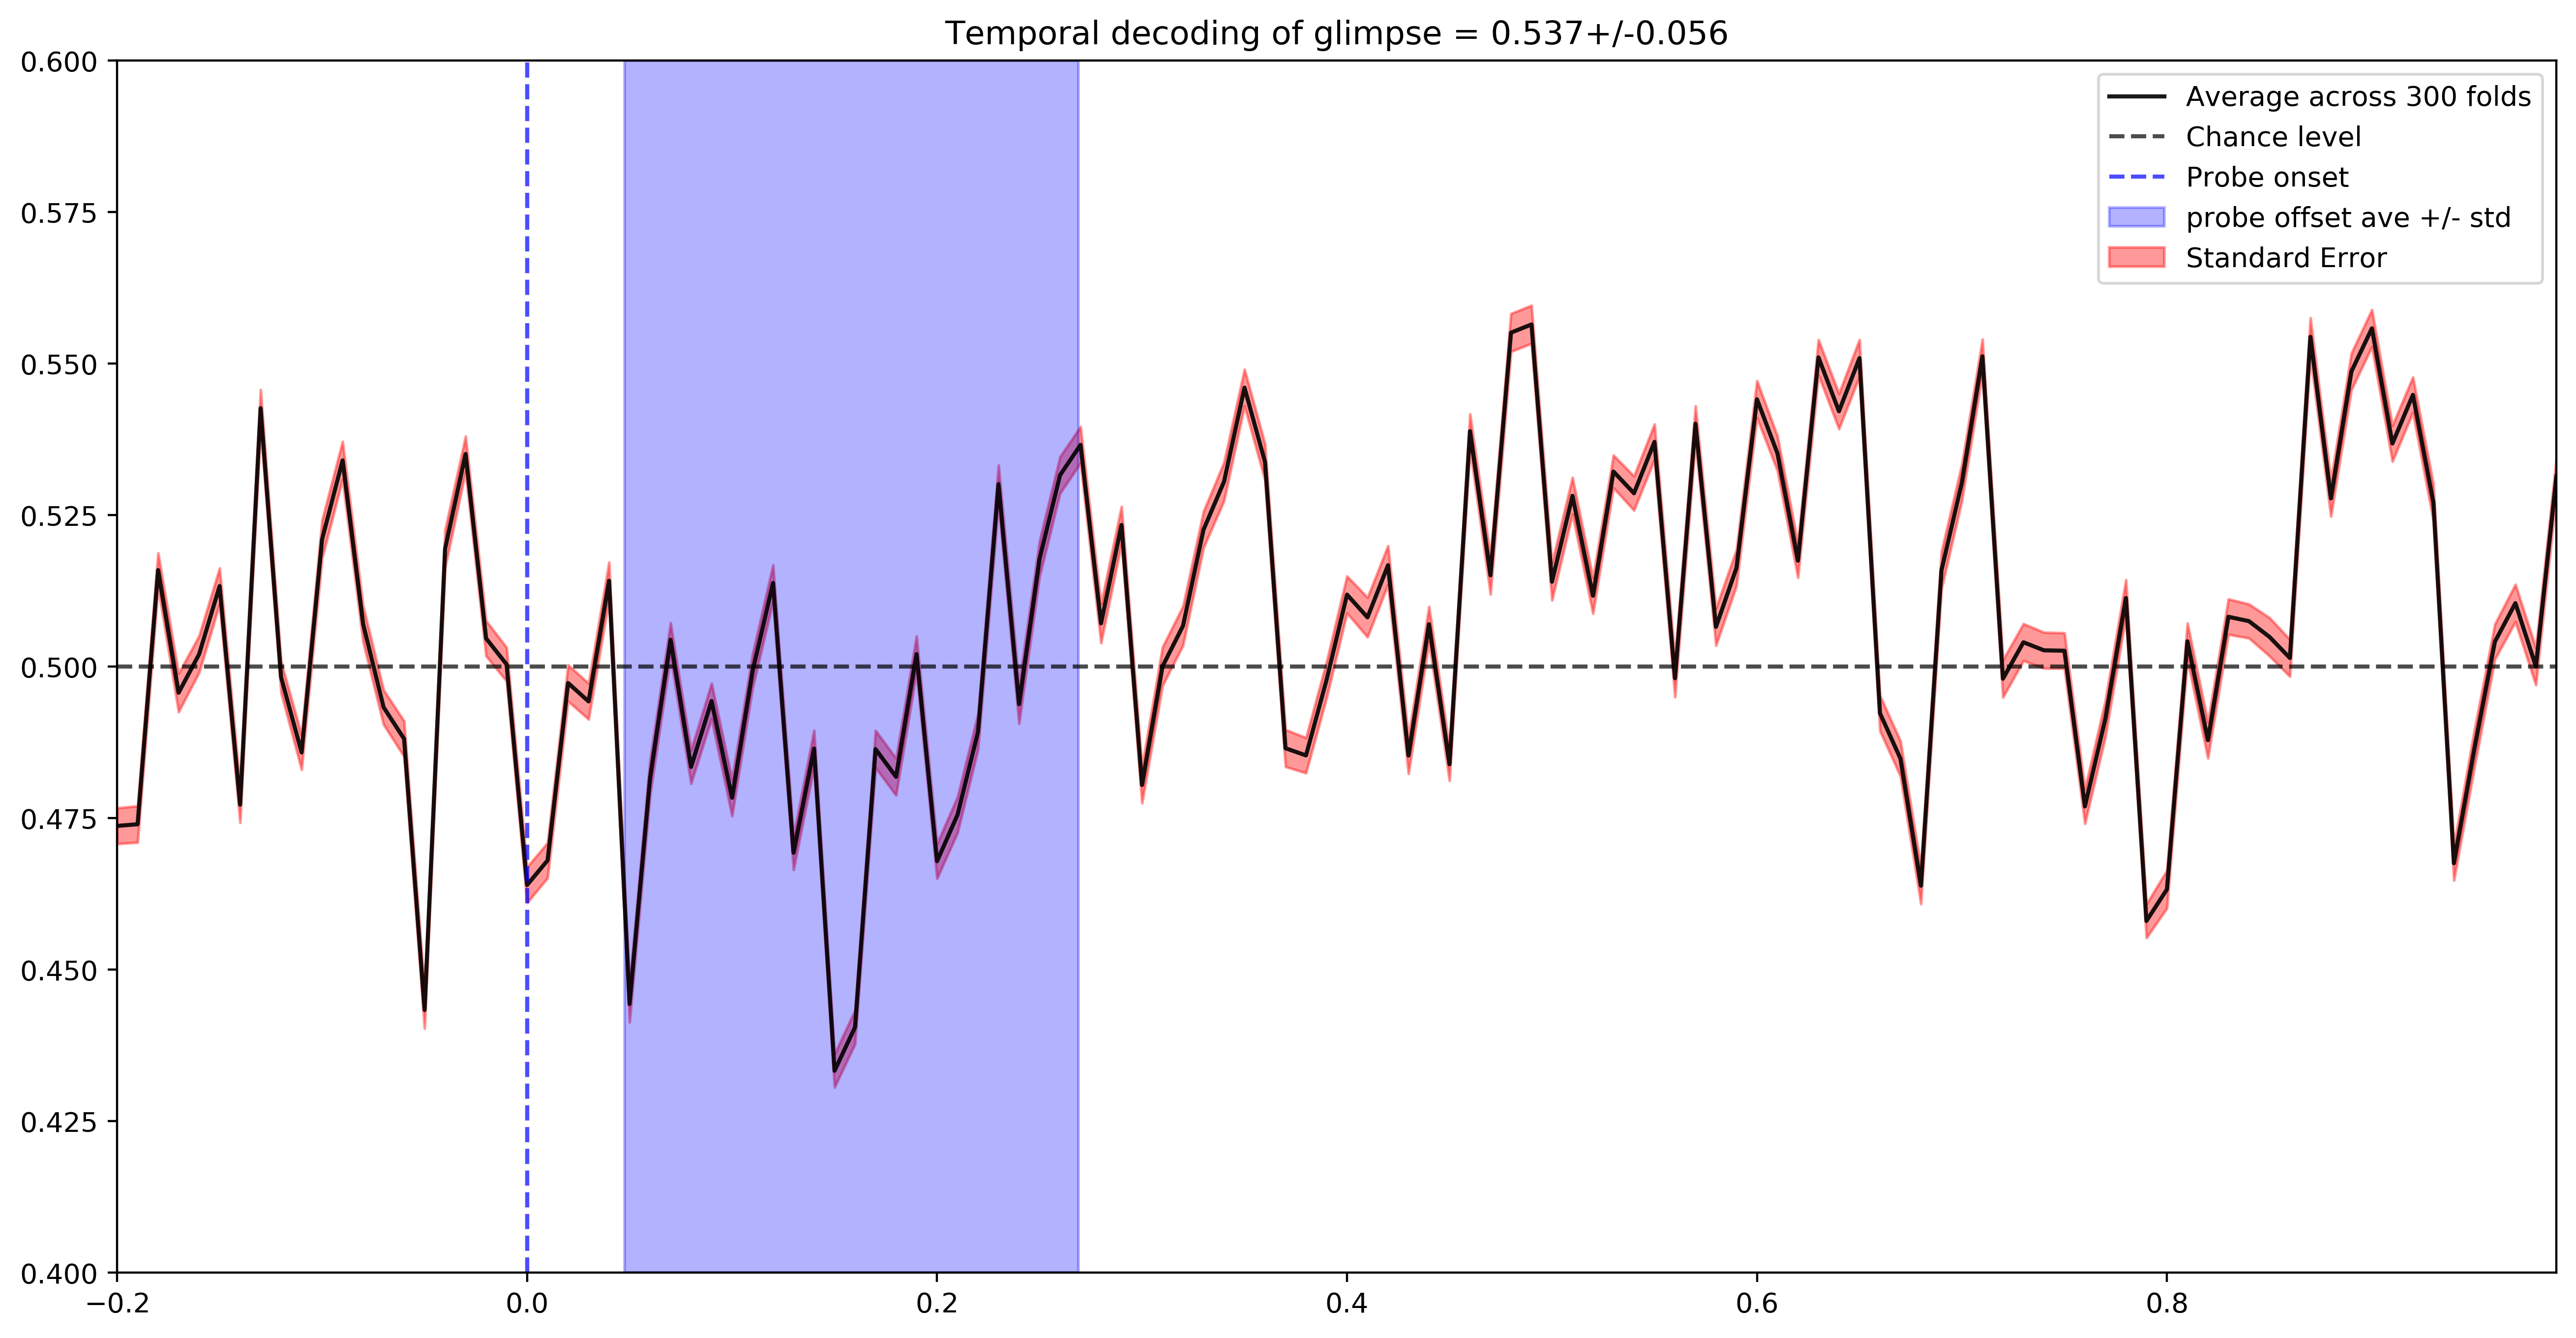 Temporal decoding of glimpse = 0.537+/-0.056
0.600
0.575
0.550
0.525
0.500
0.475
0.450
0.425
0.400
−0.2
0.0
0.2
0.4
0.6
0.8
Average across 300 folds
Chance level
Probe onset
probe offset ave +/- std
Standard Error